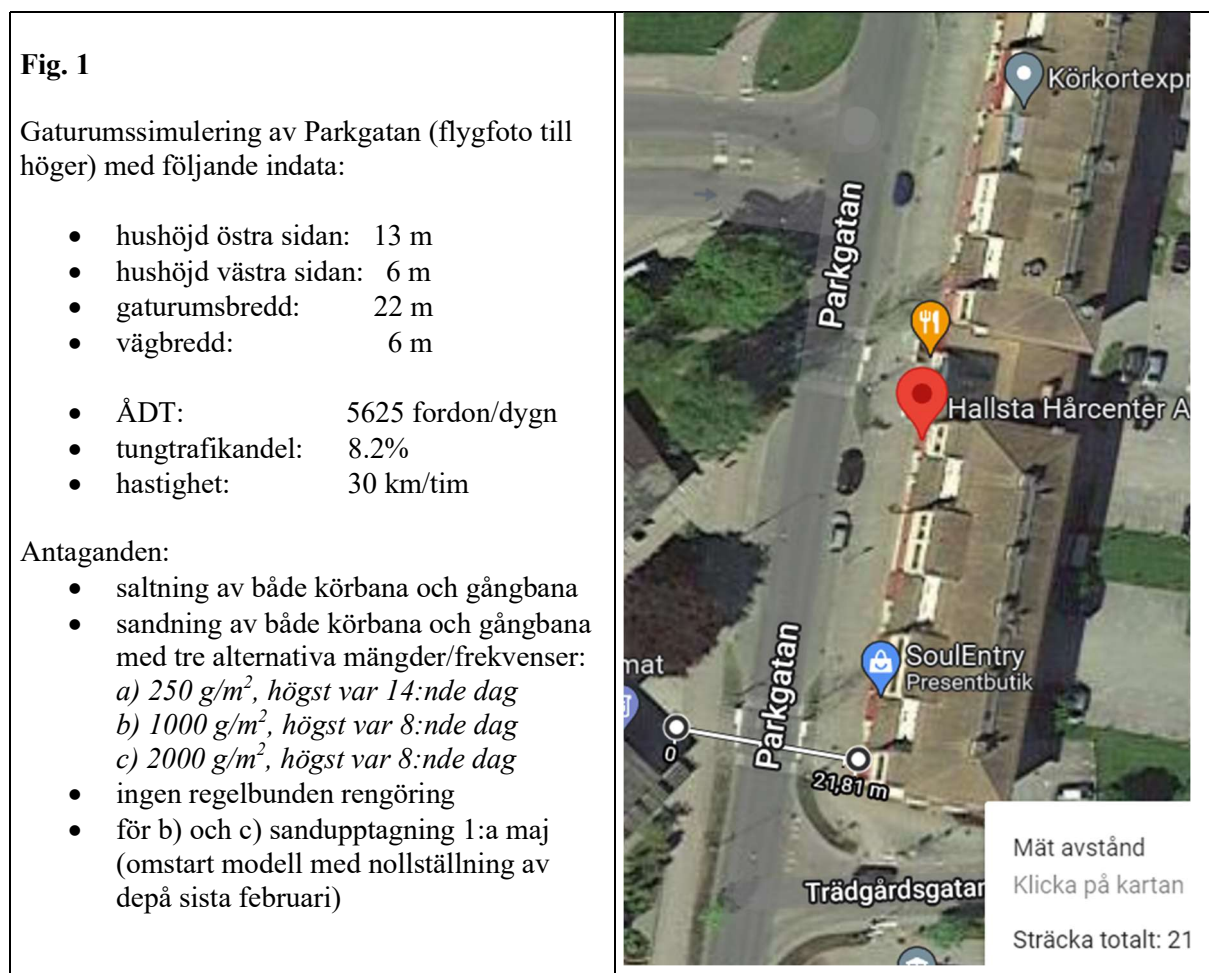 Fig. 1
Gaturumssimulering av Parkgatan (flygfoto till
höger) med följande indata:
• hushöjd östra sidan: 13 m
• hushöjd västra sidan: 6 m
• gaturumsbredd: 22 m
• vägbredd: 6 m
• ÅDT: 5625 fordon/dygn
• tungtrafikandel: 8.2%
• hastighet: 30 km/tim
Antaganden:
• saltning av både körbana och gångbana
• sandning av både körbana och gångbana
med tre alternativa mängder/frekvenser:
a) 250 g/m², högst var 14:nde dag
b) 1000 g/m², högst var 8:nde dag
c) 2000 g/m², högst var 8:nde dag
• ingen regelbunden rengöring
• för b) och c) sandupptagning 1:a maj
(omstart modell med nollställning av
depå sista februari)
Körkortexpr
Parkgatan
Hallsta Hårcenter A
SoulEntry
Presentbutik
mat
Parkgatan
0
21,81 m
Trädgårdsgatan
Mät avstånd
Klicka på kartan
Sträcka totalt: 21